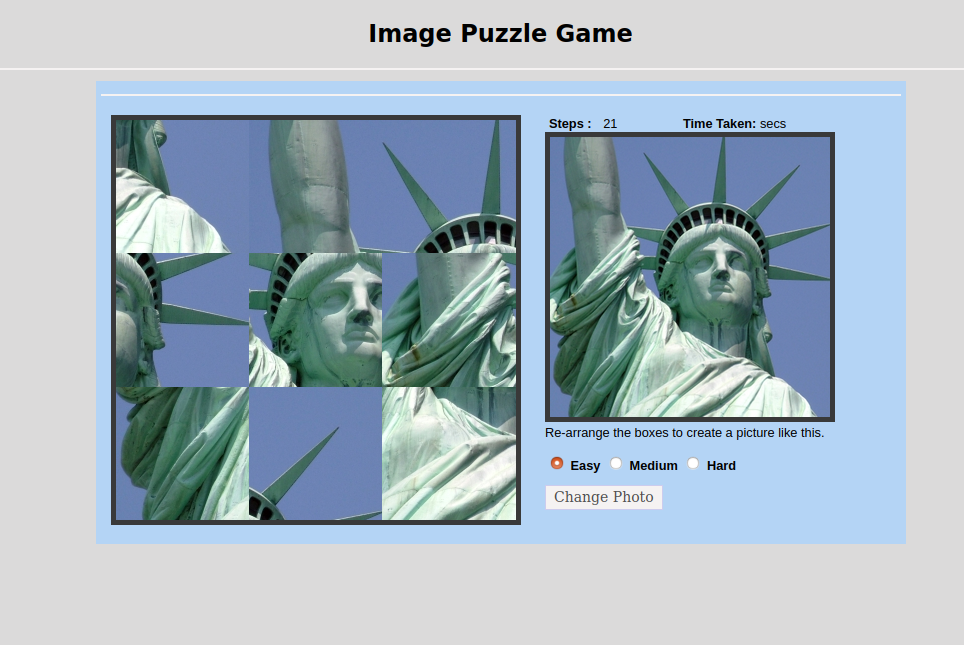 Image Puzzle Game
Steps : 21 Time Taken: secs
Re-arrange the boxes to create a picture like this.
Easy Medium Hard
Change Photo